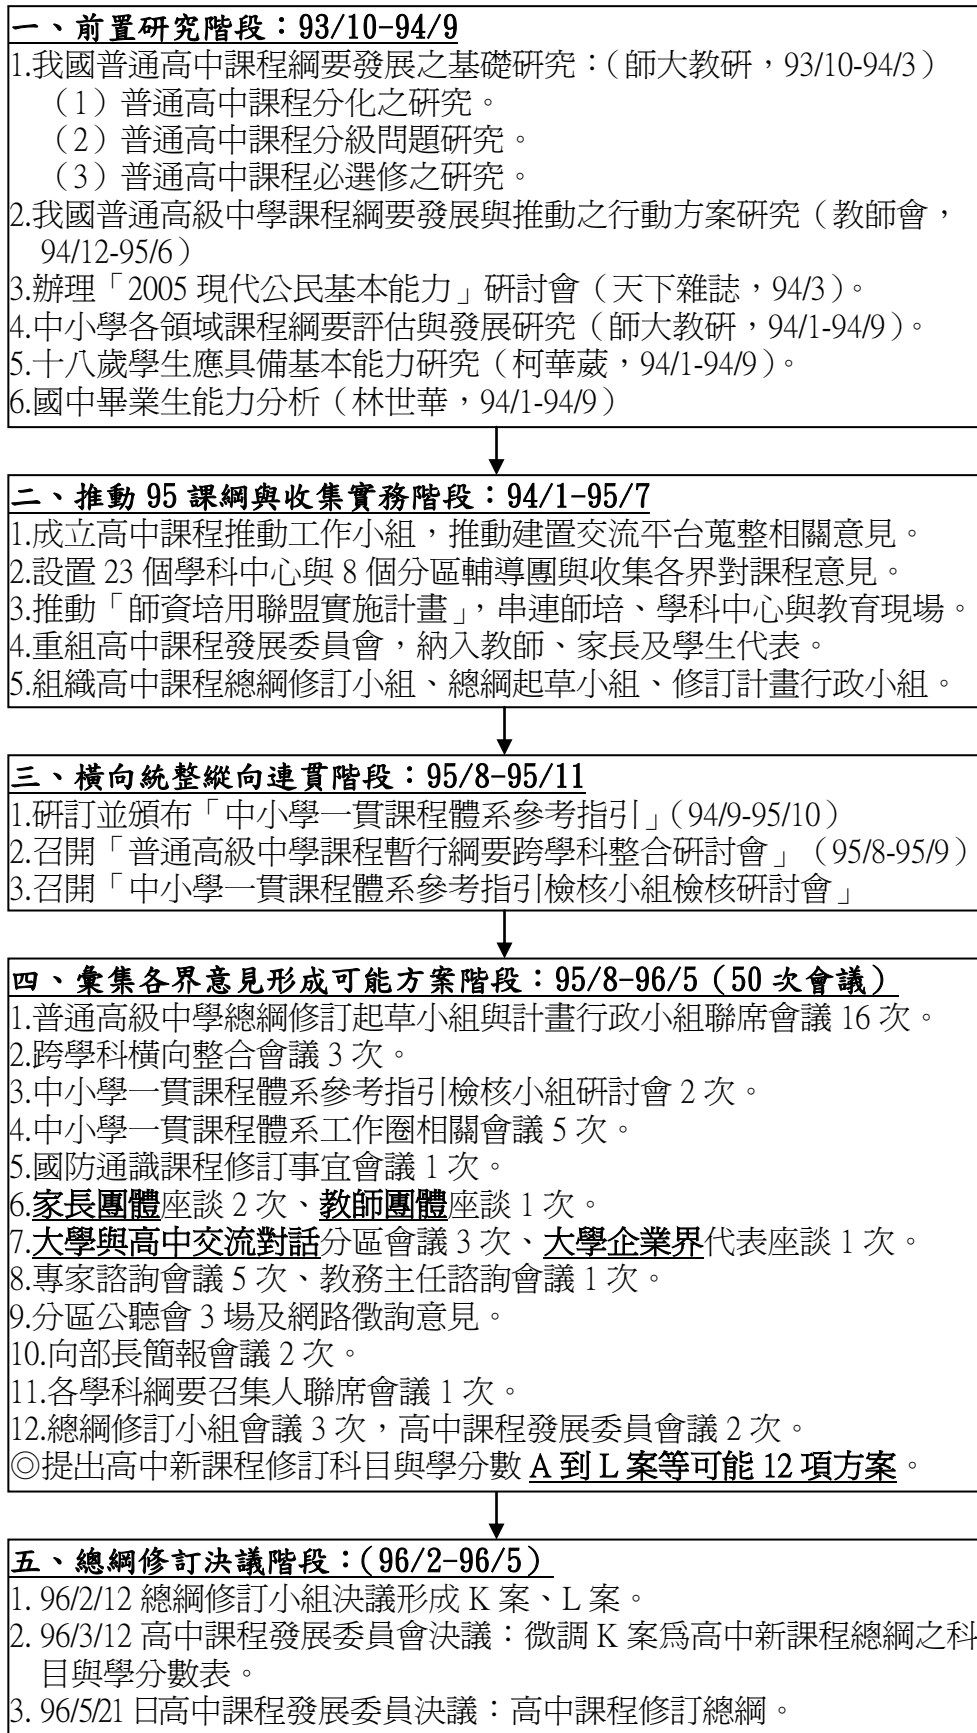 一、前置研究階段：93/10-94/9
1.我國普通高中課程綱要發展之基礎研究：（師大教研，93/10-94/3）
（1）普通高中課程分化之研究。
（2）普通高中課程分級問題研究。
（3）普通高中課程必選修之研究。
2.我國普通高級中學課程綱要發展與推動之行動方案研究（教師會，
94/12-95/6）
3.辦理「2005 現代公民基本能力」研討會（天下雜誌，94/3）。
4.中小學各領域課程綱要評估與發展研究（師大教研，94/1-94/9）。
5.十八歲學生應具備基本能力研究（柯華葳，94/1-94/9）。
6.國中畢業生能力分析（林世華，94/1-94/9）
二、推動 95 課綱與收集實務階段：94/1-95/7
1.成立高中課程推動工作小組，推動建置交流平台蒐整相關意見。
2.設置 23 個學科中心與 8 個分區輔導團與收集各界對課程意見。
3.推動「師資培用聯盟實施計畫」，串連師培、學科中心與教育現場。
4.重組高中課程發展委員會，納入教師、家長及學生代表。
5.組織高中課程總綱修訂小組、總綱起草小組、修訂計畫行政小組。
三、橫向統整縱向連貫階段：95/8-95/11
1.研訂並頒布「中小學一貫課程體系參考指引」（94/9-95/10）
2.召開「普通高級中學課程暫行綱要跨學科整合研討會」（95/8-95/9）
3.召開「中小學一貫課程體系參考指引檢核小組檢核研討會」
四、彙集各界意見形成可能方案階段：95/8-96/5（50 次會議）
1.普通高級中學總綱修訂起草小組與計畫行政小組聯席會議 16 次。
2.跨學科橫向整合會議 3 次。
3.中小學一貫課程體系參考指引檢核小組研討會 2 次。
4.中小學一貫課程體系工作圈相關會議 5 次。
5.國防通識課程修訂事宜會議 1 次。
6.家長團體座談 2 次、教師團體座談 1 次。
7.大學與高中交流對話分區會議 3 次、大學企業界代表座談 1 次。
8.專家諮詢會議 5 次、教務主任諮詢會議 1 次。
9.分區公聽會 3 場及網路徵詢意見。
10.向部長簡報會議 2 次。
11.各學科綱要召集人聯席會議 1 次。
12.總綱修訂小組會議 3 次，高中課程發展委員會議 2 次。
◎提出高中新課程修訂科目與學分數 A 到 L 案等可能 12 項方案。
五、總綱修訂決議階段：（96/2-96/5）
1. 96/2/12 總綱修訂小組決議形成 K 案、L 案。
2. 96/3/12 高中課程發展委員會決議：微調 K 案為高中新課程總綱之科
目與學分數表。
3. 96/5/21 日高中課程發展委員決議：高中課程修訂總綱。